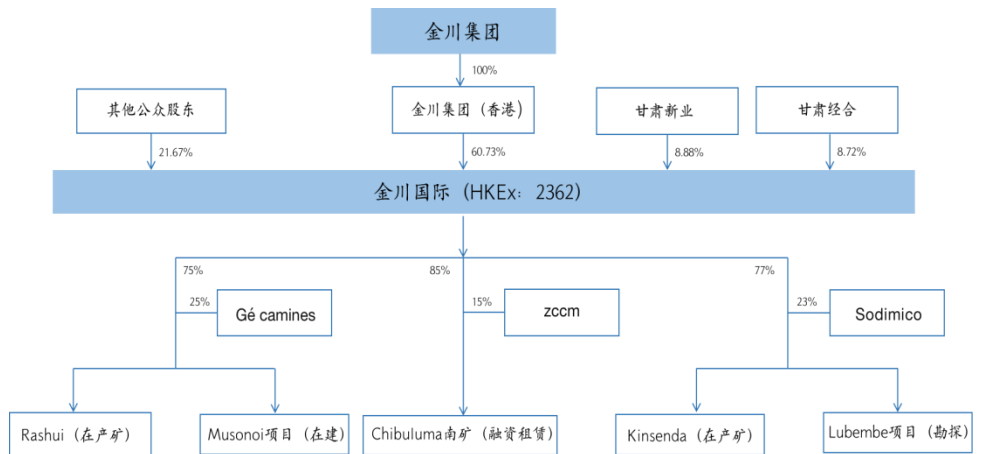 金川集团
100%
其他公众股东
金川集团（香港）
甘肃新业
甘肃经合
21.67%
60.73%
8.88%
8.72%
金川国际（HKEx：2362）
75%
85%
77%
25%
Gé camines
15%
zccm
23%
Sodimico
Rashui（在产矿）
Musonoi项目（在建）
Chibuluma南矿（融资租赁）
Kinsenda（在产矿）
Lubembe项目（勘探）